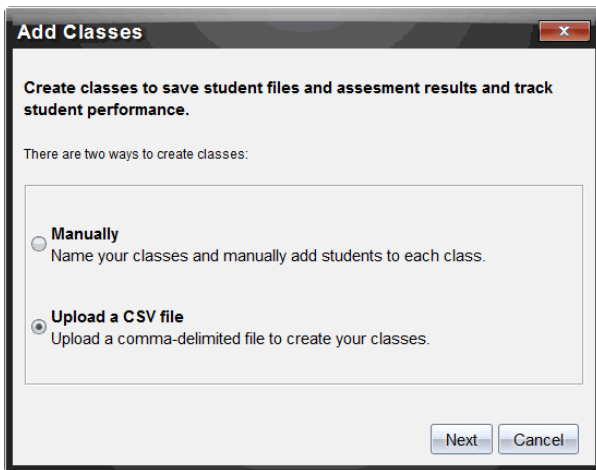 Add Classes
x
Create classes to save student files and assesment results and track
student performance.
There are two ways to create classes:
Manually
Name your classes and manually add students to each class.
Upload a CSV file
Upload a comma-delimited file to create your classes.
Next Cancel